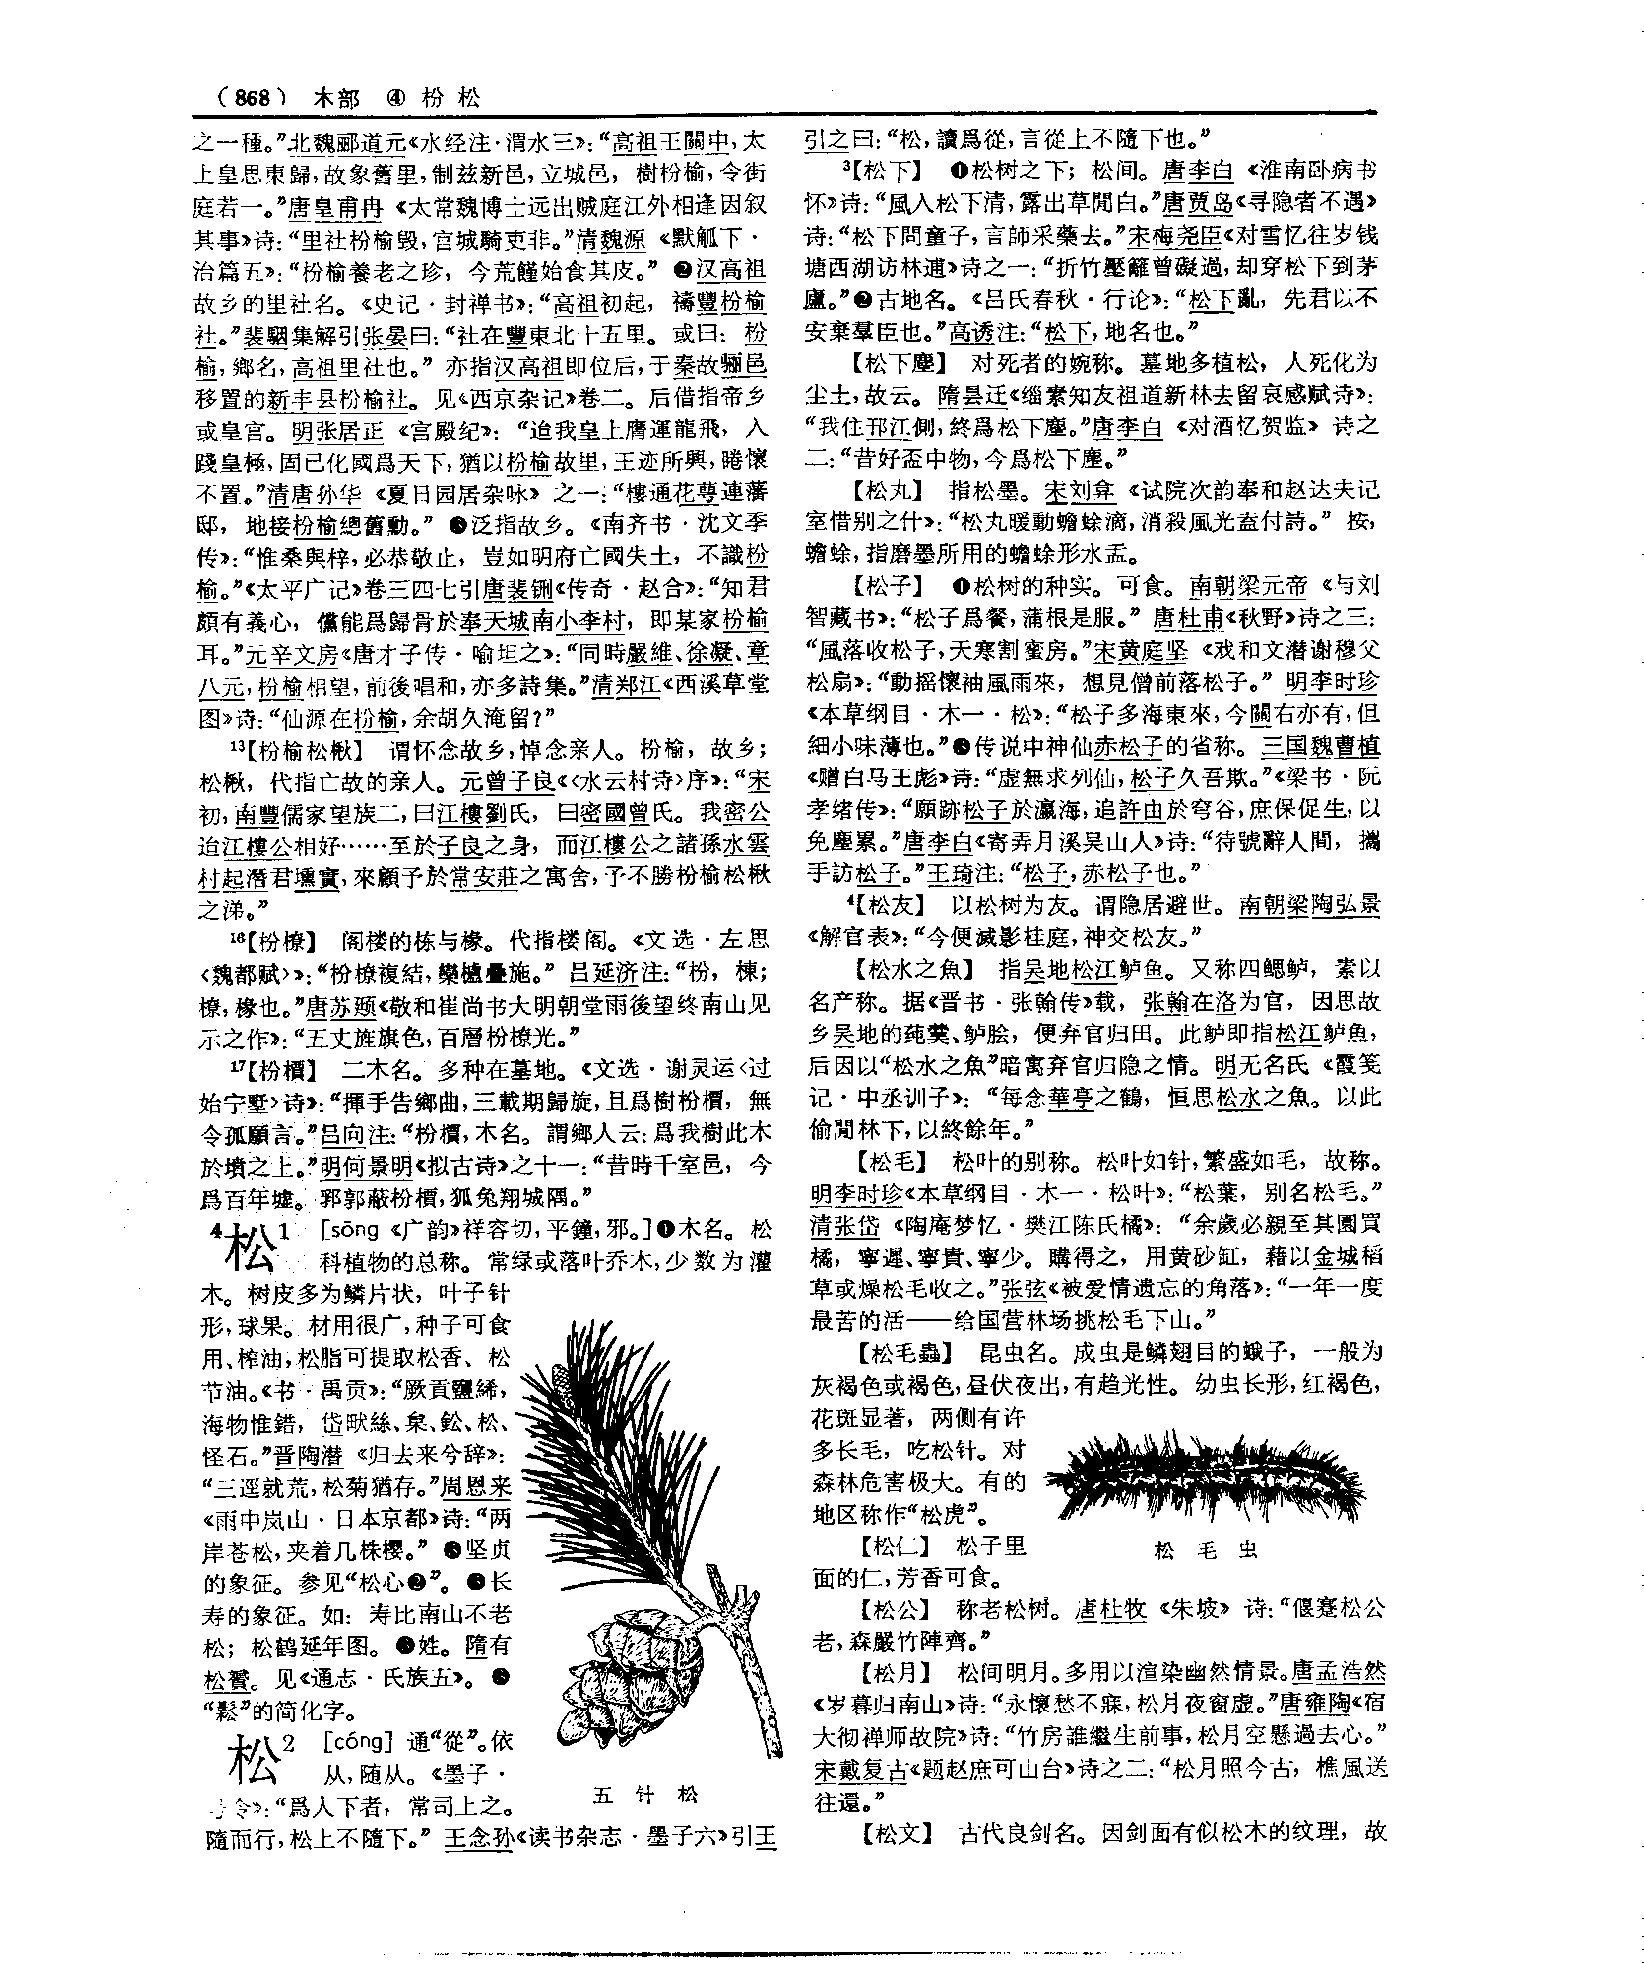 （868） 木部 ④ 枌松
之一種。”北魏郦道元《水经注·渭水三》：“高祖王關中，太
上皇思東歸，故象舊里，制兹新邑，立城邑，樹枌榆，令街
庭若一。”唐皇甫冉《太常魏博士远出贼庭江外相逢因叙
其事》诗：“里社枌榆毁，宫城騎吏非。”清魏源《默觚下·
治篇五》：“枌榆養老之珍，今荒饉始食其皮。”❷汉高祖
故乡的里社名。《史记·封禅书》：“高祖初起，禱豐枌榆
社。”裴駰集解引张晏曰：“社在豐東北十五里。或曰：枌
榆，鄉名，高祖里社也。”亦指汉高祖即位后，于秦故骊邑
移置的新丰县枌榆社。见《西京杂记》卷二。后借指帝乡
或皇宫。明张居正《宫殿纪》：“迨我皇上膺運龍飛，入
踐皇極，固已化國爲天下，猶以枌榆故里，王迹所興，睠懷
不置。”清唐孙华《夏日园居杂咏》之一：“樓通花萼連藩
邸，地接枌榆總舊勳。”❸泛指故乡。《南齐书·沈文季
传》：“惟桑與梓，必恭敬止，豈如明府亡國失土，不識枌
榆。”《太平广记》卷三四七引唐裴铏《传奇·赵合》：“知君
頗有義心，儻能爲歸骨於奉天城南小李村，即某家枌榆
耳。”元辛文房《唐才子传·喻坦之》：“同時嚴維、徐凝、章
八元，枌榆相望，前後唱和，亦多詩集。”清郑江《西溪草堂
图》诗：“仙源在枌榆，余胡久淹留？”
13【枌榆松楸】 谓怀念故乡，悼念亲人。枌榆，故乡；
松楸，代指亡故的亲人。元曾子良《〈水云村诗〉序》：“宋
初，南豐儒家望族二，曰江樓劉氏，曰密國曾氏。我密公
迨江樓公相好……至於子良之身，而江樓公之諸孫水雲
村起潛君壎實，來顧予於常安莊之寓舍，予不勝枌榆松楸
之涕。”
16【枌橑】 阁楼的栋与椽。代指楼阁。《文选·左思
〈魏都赋〉》：“枌橑複結，欒櫨疊施。”吕延济注：“枌，棟；
橑，椽也。”唐苏颋《敬和崔尚书大明朝堂雨後望终南山见
示之作》：“五丈旌旗色，百層枌橑光。”
17【枌檟】 二木名。多种在墓地。《文选·谢灵运〈过
始宁墅〉诗》：“揮手告鄉曲，三載期歸旋，且爲樹枌檟，無
令孤願言。”吕向注：“枌檟，木名。謂鄉人云：爲我樹此木
於墳之上。”明何景明《拟古诗》之十一：“昔時千室邑，今
爲百年墟。郛郭蔽枌檟，狐兔翔城隅。”
4松1 [sōng《广韵》祥容切，平鍾，邪。]❶木名。松
科植物的总称。常绿或落叶乔木，少数为灌
木。树皮多为鳞片状，叶子针
形，球果。材用很广，种子可食
用、榨油，松脂可提取松香、松
节油。《书·禹贡》：“厥貢鹽絺，
海物惟錯，岱畎絲、枲、鈆、松、
怪石。”晋陶潜《归去来兮辞》：
“三逕就荒，松菊猶存。”周恩来
《雨中岚山·日本京都》诗：“两
岸苍松，夹着几株樱。”❷坚贞
的象征。参见“松心❷”。❸长
寿的象征。如：寿比南山不老
松；松鹤延年图。❹姓。隋有
松贇。见《通志·氏族五》。❺
“鬆”的简化字。
松2 [cóng] 通“從”。依
从，随从。《墨子·
号令》：“爲人下者，常司上之。
隨而行，松上不隨下。”王念孙《读书杂志·墨子六》引王
五针松
引之曰：“松，讀爲從，言從上不隨下也。”
3【松下】 ❶松树之下；松间。唐李白《淮南卧病书
怀》诗：“風入松下清，露出草間白。”唐贾岛《寻隐者不遇》
诗：“松下問童子，言師采藥去。”宋梅尧臣《对雪忆往岁钱
塘西湖访林逋》诗之一：“折竹壓籬曾礙過，却穿松下到茅
廬。”❷古地名。《吕氏春秋·行论》：“松下亂，先君以不
安棄羣臣也。”高诱注：“松下，地名也。”
【松下塵】 对死者的婉称。墓地多植松，人死化为
尘土，故云。隋昙迁《缁素知友祖道新林去留哀感赋诗》：
“我住邗江側，終爲松下塵。”唐李白《对酒忆贺监》诗之
二：“昔好盃中物，今爲松下塵。”
【松丸】 指松墨。宋刘弇《试院次韵奉和赵达夫记
室惜别之什》：“松丸暖動蟾蜍滴，消殺風光盍付詩。”按，
蟾蜍，指磨墨所用的蟾蜍形水盂。
【松子】 ❶松树的种实。可食。南朝梁元帝《与刘
智藏书》：“松子爲餐，蒲根是服。”唐杜甫《秋野》诗之三：
“風落收松子，天寒割蜜房。”宋黄庭坚《戏和文潜谢穆父
松扇》：“動摇懷袖風雨來，想見僧前落松子。”明李时珍
《本草纲目·木一·松》：“松子多海東來，今關右亦有，但
細小味薄也。”❷传说中神仙赤松子的省称。三国魏曹植
《赠白马王彪》诗：“虚無求列仙，松子久吾欺。”《梁书·阮
孝绪传》：“願跡松子於瀛海，追許由於穹谷，庶保促生，以
免塵累。”唐李白《寄弄月溪吴山人》诗：“待號辭人間，攜
手訪松子。”王琦注：“松子，赤松子也。”
4【松友】 以松树为友。谓隐居避世。南朝梁陶弘景
《解官表》：“今便滅影桂庭，神交松友。”
【松水之魚】 指吴地松江鲈鱼。又称四鳃鲈，素以
名产称。据《晋书·张翰传》载，张翰在洛为官，因思故
乡吴地的莼羹、鲈脍，便弃官归田。此鲈即指松江鲈魚，
后因以“松水之魚”暗寓弃官归隐之情。明无名氏《霞笺
记·中丞训子》：“每念華亭之鶴，恒思松水之魚。以此
偷閒林下，以終餘年。”
【松毛】 松叶的别称。松叶如针，繁盛如毛，故称。
明李时珍《本草纲目·木一·松叶》：“松葉，别名松毛。”
清张岱《陶庵梦忆·樊江陈氏橘》：“余歲必親至其園買
橘，寧遲、寧貴、寧少。購得之，用黄砂缸，藉以金城稻
草或燥松毛收之。”张弦《被爱情遗忘的角落》：“一年一度
最苦的活——给国营林场挑松毛下山。”
【松毛蟲】 昆虫名。成虫是鳞翅目的蛾子，一般为
灰褐色或褐色，昼伏夜出，有趋光性。幼虫长形，红褐色，
花斑显著，两侧有许
多长毛，吃松针。对
森林危害极大。有的
地区称作“松虎”。
松毛虫
【松仁】 松子里
面的仁，芳香可食。
【松公】 称老松树。唐杜牧《朱坡》诗：“偃蹇松公
老，森嚴竹陣齊。”
【松月】 松间明月。多用以渲染幽然情景。唐孟浩然
《岁暮归南山》诗：“永懷愁不寐，松月夜窗虚。”唐雍陶《宿
大彻禅师故院》诗：“竹房誰繼生前事，松月空懸過去心。”
宋戴复古《题赵庶可山台》诗之二：“松月照今古，樵風送
往還。”
【松文】 古代良剑名。因剑面有似松木的纹理，故